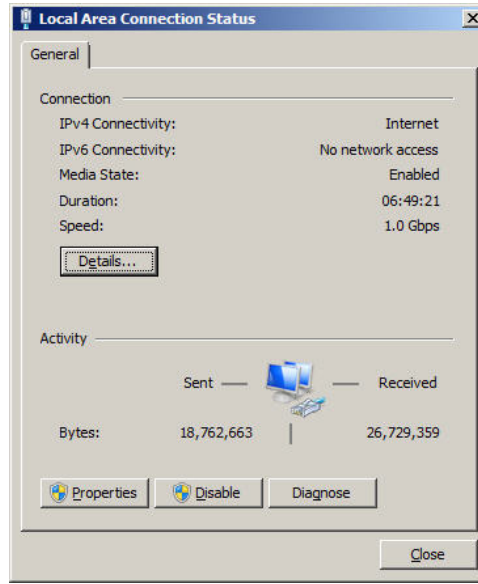 Local Area Connection Status
General
Connection
IPv4 Connectivity: Internet
IPv6 Connectivity: No network access
Media State: Enabled
Duration: 06:49:21
Speed: 1.0 Gbps
Details...
Activity
Sent Received
Bytes: 18,762,663 26,729,359
Properties Disable Diagnose
Close